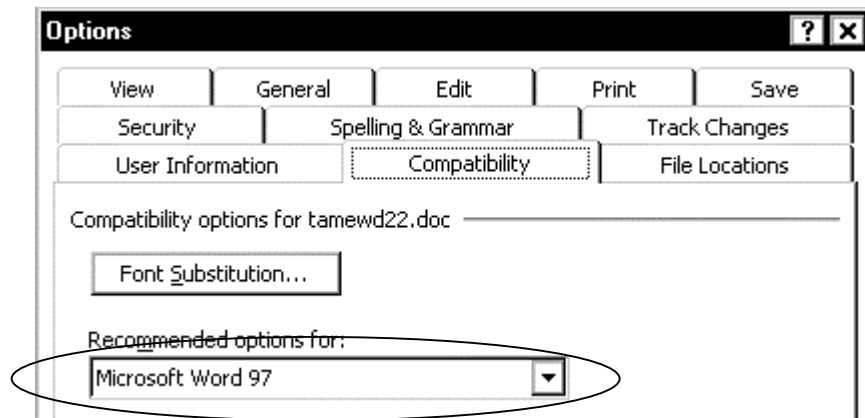 Options
View General Edit Print Save
Security Spelling & Grammar Track Changes
User Information Compatibility File Locations
Compatibility options for tamewd22.doc
Font Substitution...
Recommended options for:
Microsoft Word 97